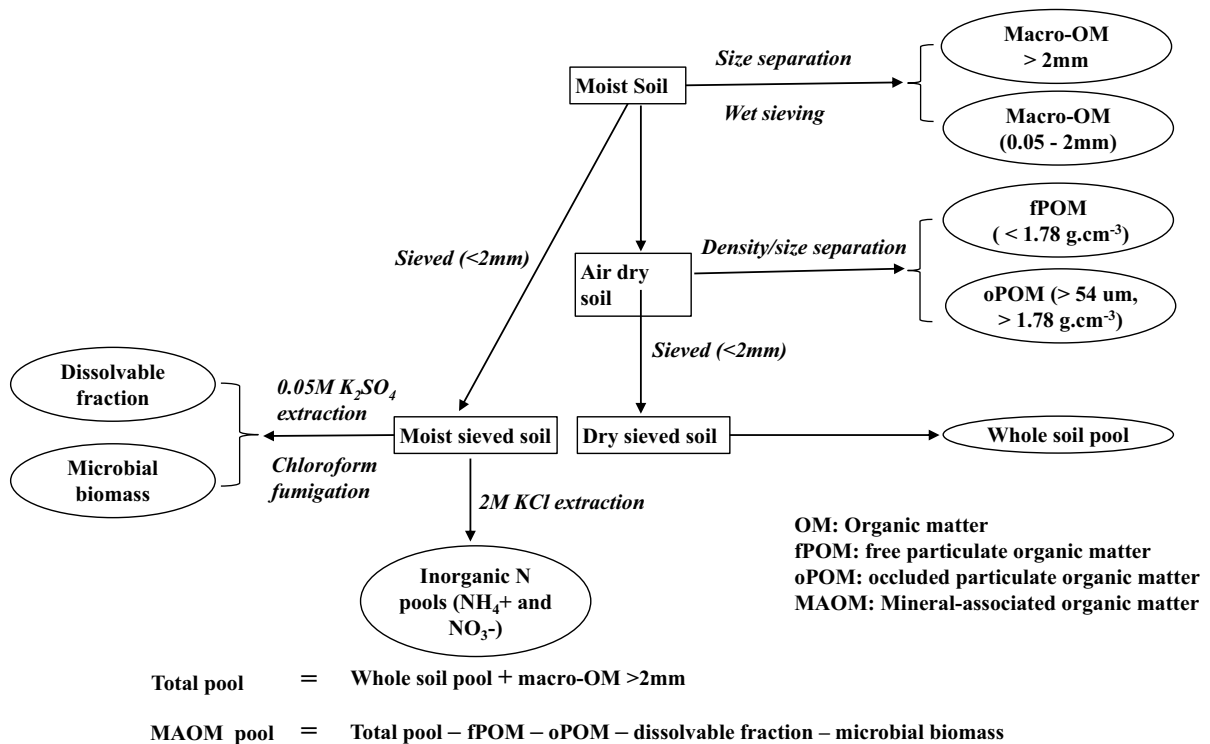 Macro-OM
> 2mm
Size separation
Moist Soil
Wet sieving
Macro-OM
(0.05 - 2mm)
fPOM
( < 1.78 g.cm⁻³)
Sieved (<2mm)
Density/size separation
Air dry
soil
oPOM (> 54 um,
> 1.78 g.cm⁻³)
Sieved (<2mm)
Dissolvable
fraction
0.05M K₂SO₄
extraction
Moist sieved soil
Dry sieved soil
Whole soil pool
Microbial
biomass
Chloroform
fumigation
2M KCl extraction
Inorganic N
pools (NH₄+ and
NO₃-)
OM: Organic matter
fPOM: free particulate organic matter
oPOM: occluded particulate organic matter
MAOM: Mineral-associated organic matter
Total pool = Whole soil pool + macro-OM >2mm
MAOM pool = Total pool – fPOM – oPOM – dissolvable fraction – microbial biomass